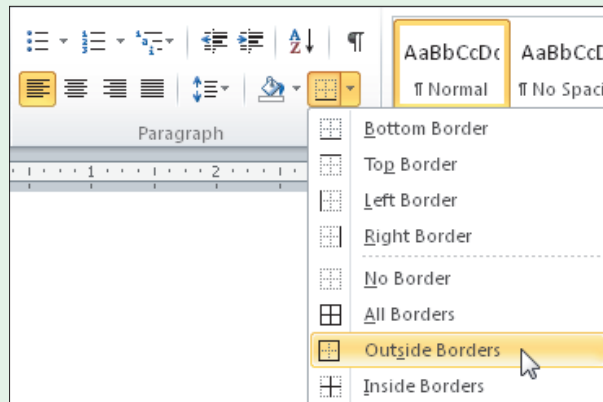 AaBbCcDc AaBbCcD
¶ Normal ¶ No Spaci
Paragraph
1 2
Bottom Border
Top Border
Left Border
Right Border
No Border
All Borders
Outside Borders
Inside Borders